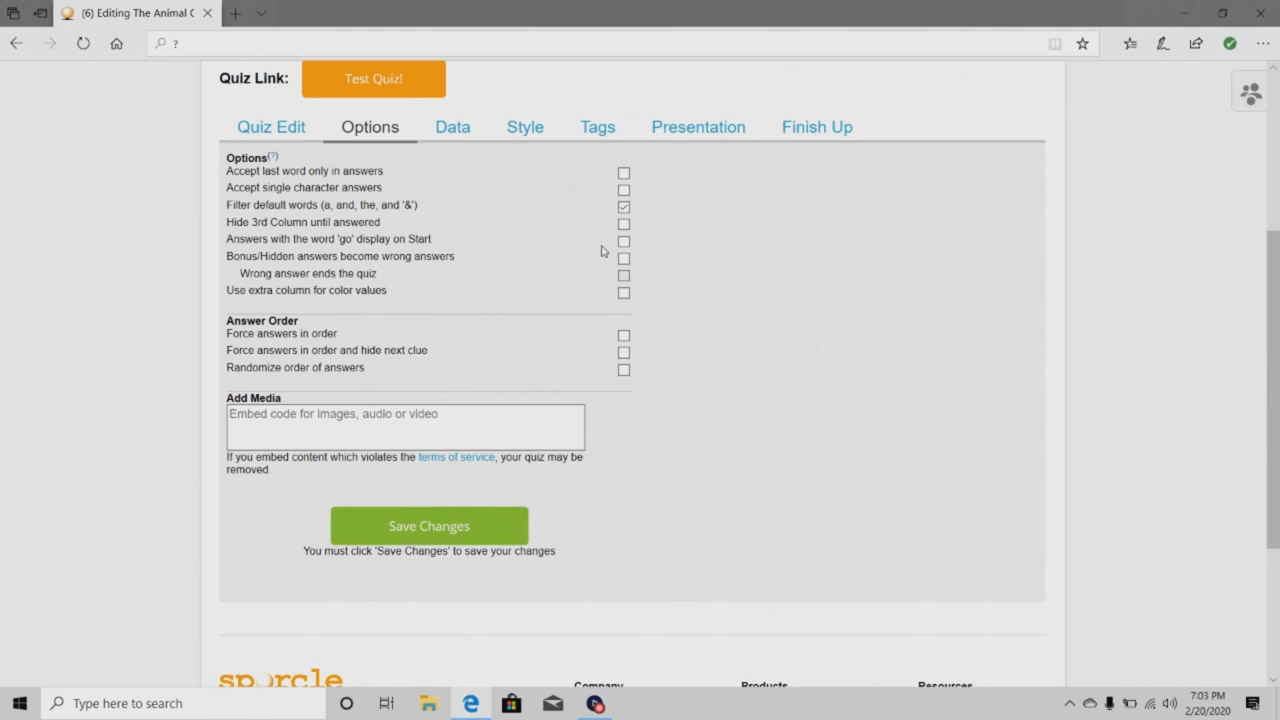 (6) Editing The Animal C
?
Quiz Link:
Test Quiz!
Quiz Edit
Options
Data
Style
Tags
Presentation
Finish Up
Options(?)
Accept last word only in answers
Accept single character answers
Filter default words (a, and, the, and '&')
Hide 3rd Column until answered
Answers with the word 'go' display on Start
Bonus/Hidden answers become wrong answers
Wrong answer ends the quiz
Use extra column for color values
Answer Order
Force answers in order
Force answers in order and hide next clue
Randomize order of answers
Add Media
Embed code for images, audio or video
If you embed content which violates the terms of service, your quiz may be
removed.
Save Changes
You must click 'Save Changes' to save your changes
sporcle
Company
Products
Resources
Type here to search
7:03 PM
2/20/2020